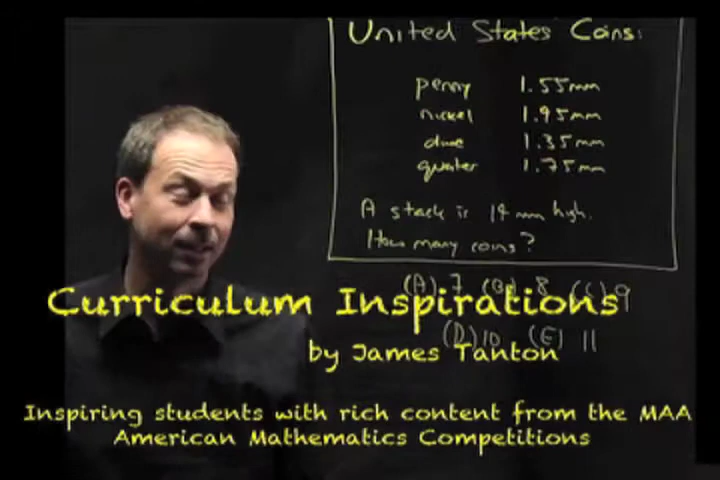 United States Coins:
penny 1.55mm
nickel 1.95mm
dime 1.35mm
quarter 1.75mm
A stack is 14 mm high.
How many coins?
(A) 7 (B) 8 (C) 9
Curriculum Inspirations
(D) 10 (E) 11
by James Tanton
Inspiring students with rich content from the MAA
American Mathematics Competitions